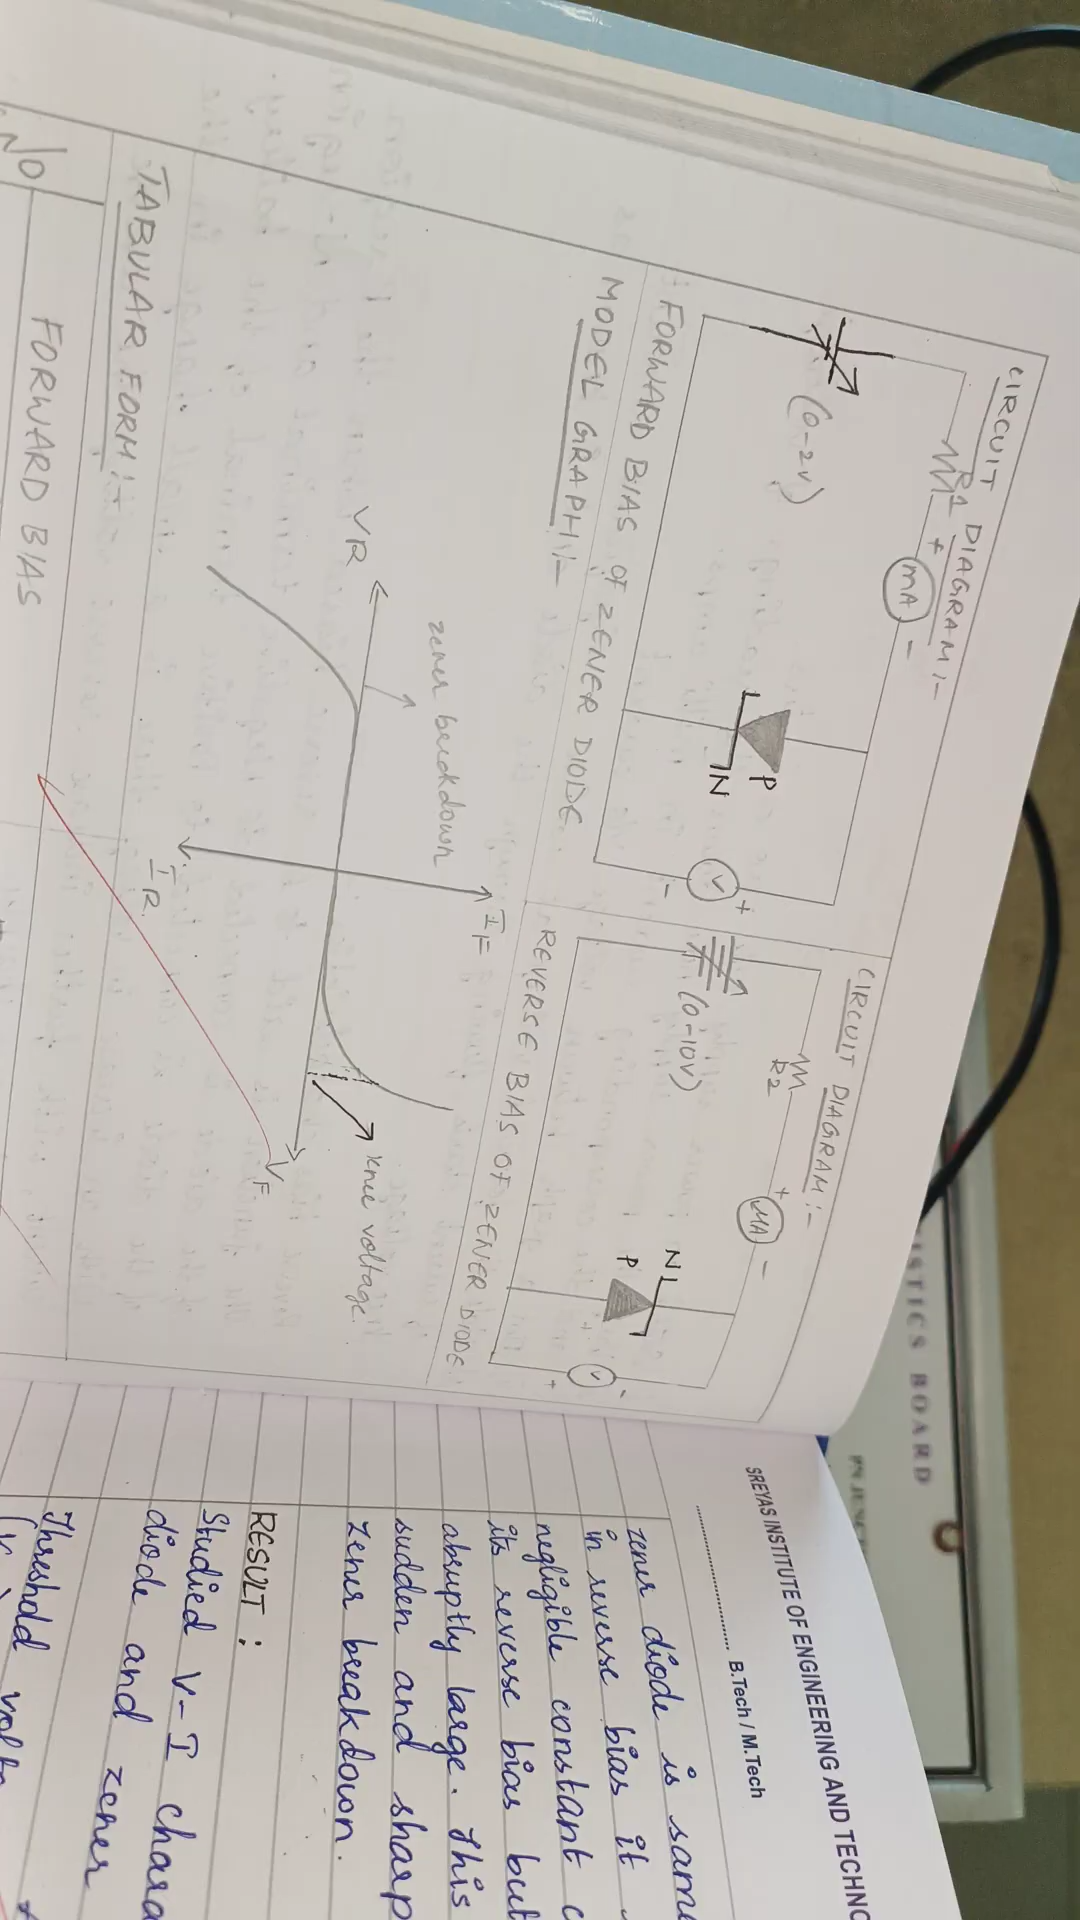 CIRCUIT DIAGRAM :-
R1
+ mA -
(0-2V)
P
N
V
+
-
FORWARD BIAS OF ZENER DIODE
CIRCUIT DIAGRAM :-
R2
+ μA -
(0-10V)
N
P
V
-
+
REVERSE BIAS OF ZENER DIODE
MODEL GRAPH :-
IF
zener breakdown
VR
knee voltage
VF
IR
TABULAR FORM :-
NO
FORWARD BIAS
SREYAS INSTITUTE OF ENGINEERING AND TECHNO
B.Tech / M.Tech
zener diode is same
in reverse bias it
negligible constant c
its reverse bias but
abruptly large. This
sudden and sharp
zener breakdown.
RESULT :
Studied V-I chara
diode and zener
Threshold
ISTICS BOARD